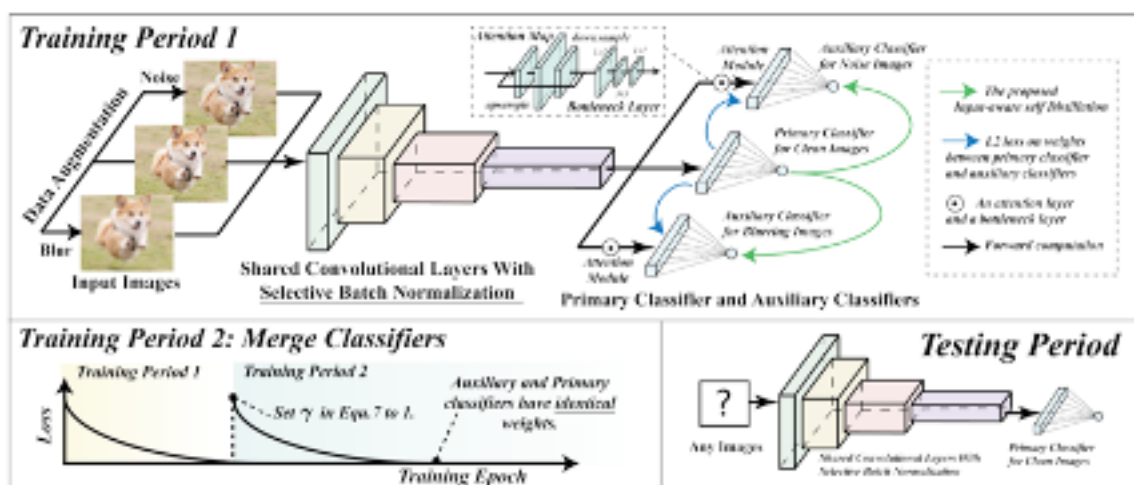 Training Period 1
Noise
Data Augmentation
Blur
Input Images
Shared Convolutional Layers With
Selective Batch Normalization
Attention Map
downsample
upsample
Bottleneck Layer
Attention
Module
Auxiliary Classifier
for Noise Images
Primary Classifier
for Clean Images
Auxiliary Classifier
for Blurring Images
Attention
Module
Primary Classifier and Auxiliary Classifiers
The proposed
self distillation
L2 loss on weights
between primary classifier
and auxiliary classifiers
An attention layer
and a bottleneck layer
Forward computation
Training Period 2: Merge Classifiers
Training Period 1
Training Period 2
Loss
Set γ in Equ.7 to 1.
Auxiliary and Primary
classifiers have identical
weights.
Training Epoch
Testing Period
?
Any Images
Shared Convolutional Layers With
Selective Batch Normalization
Primary Classifier
for Clean Images